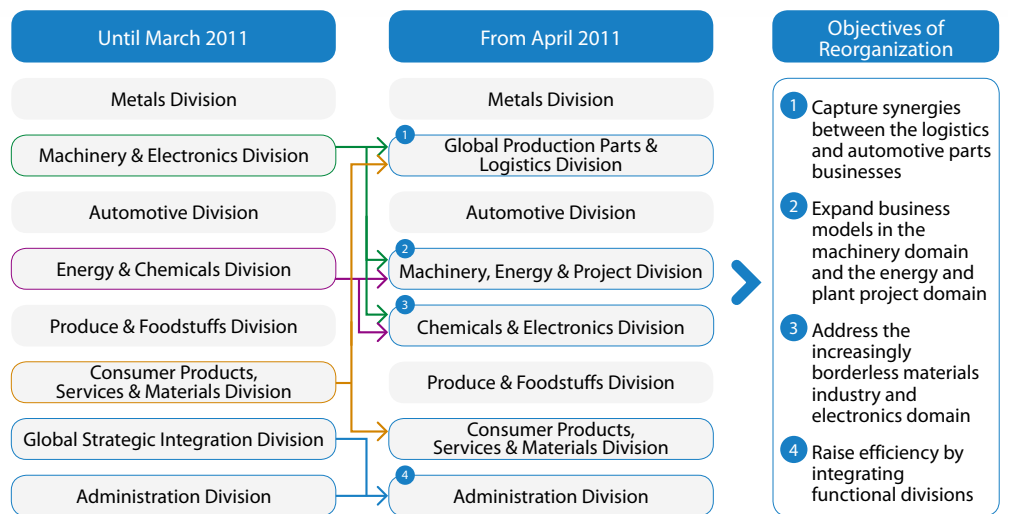 Until March 2011
Metals Division
Machinery & Electronics Division
Automotive Division
Energy & Chemicals Division
Produce & Foodstuffs Division
Consumer Products,
Services & Materials Division
Global Strategic Integration Division
Administration Division
From April 2011
Metals Division
1
Global Production Parts &
Logistics Division
Automotive Division
2
Machinery, Energy & Project Division
3
Chemicals & Electronics Division
Produce & Foodstuffs Division
Consumer Products,
Services & Materials Division
4
Administration Division
Objectives of
Reorganization
1 Capture synergies
between the logistics
and automotive parts
businesses
2 Expand business
models in the
machinery domain
and the energy and
plant project domain
3 Address the
increasingly
borderless materials
industry and
electronics domain
4 Raise efficiency by
integrating
functional divisions